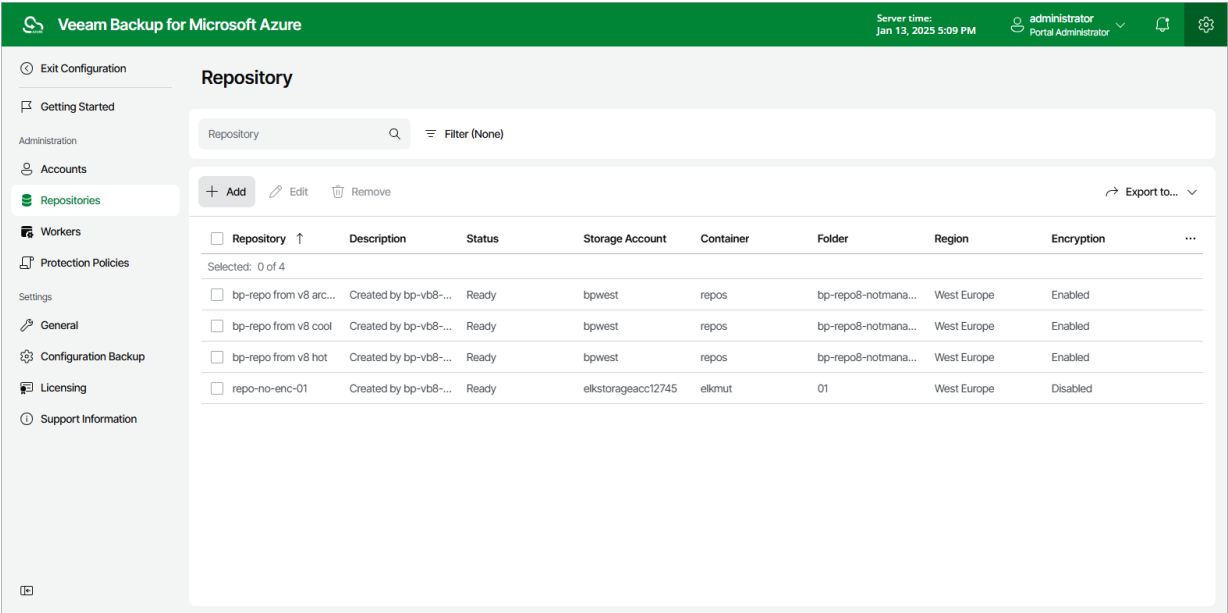 Veeam Backup for Microsoft Azure
Server time:
Jan 13, 2025 5:09 PM
administrator
Portal Administrator
AZURE
Exit Configuration
Getting Started
Administration
Accounts
Repositories
Workers
Protection Policies
Settings
General
Configuration Backup
Licensing
Support Information
Repository
Repository
Filter (None)
Add Edit Remove Export to...
Repository Description Status Storage Account Container Folder Region Encryption ...
Selected: 0 of 4
bp-repo from v8 arc... Created by bp-vb8-... Ready bpwest repos bp-repo8-notmana... West Europe Enabled
bp-repo from v8 cool Created by bp-vb8-... Ready bpwest repos bp-repo8-notmana... West Europe Enabled
bp-repo from v8 hot Created by bp-vb8-... Ready bpwest repos bp-repo8-notmana... West Europe Enabled
repo-no-enc-01 Created by bp-vb8-... Ready elkstorageacc12745 elkmut 01 West Europe Disabled